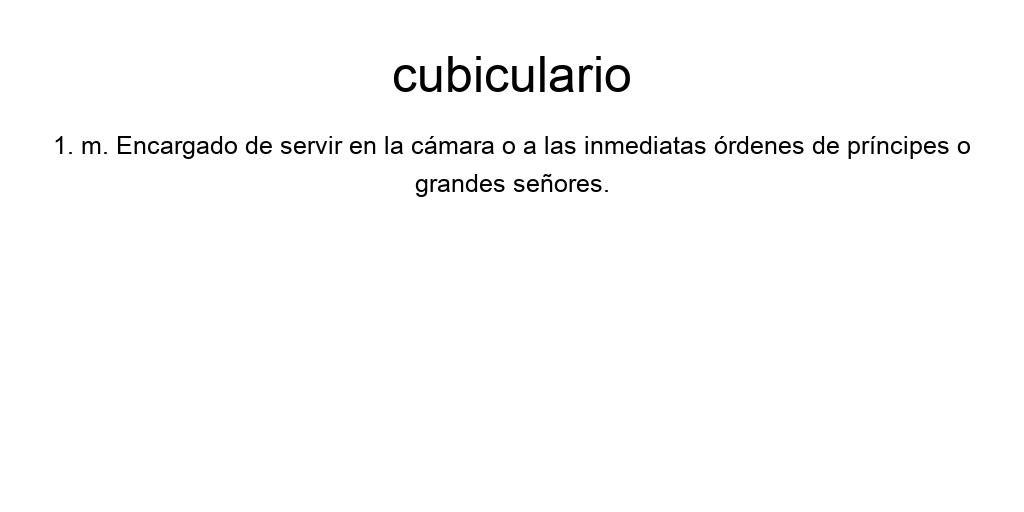 cubiculario
1. m. Encargado de servir en la cámara o a las inmediatas órdenes de príncipes o
grandes señores.